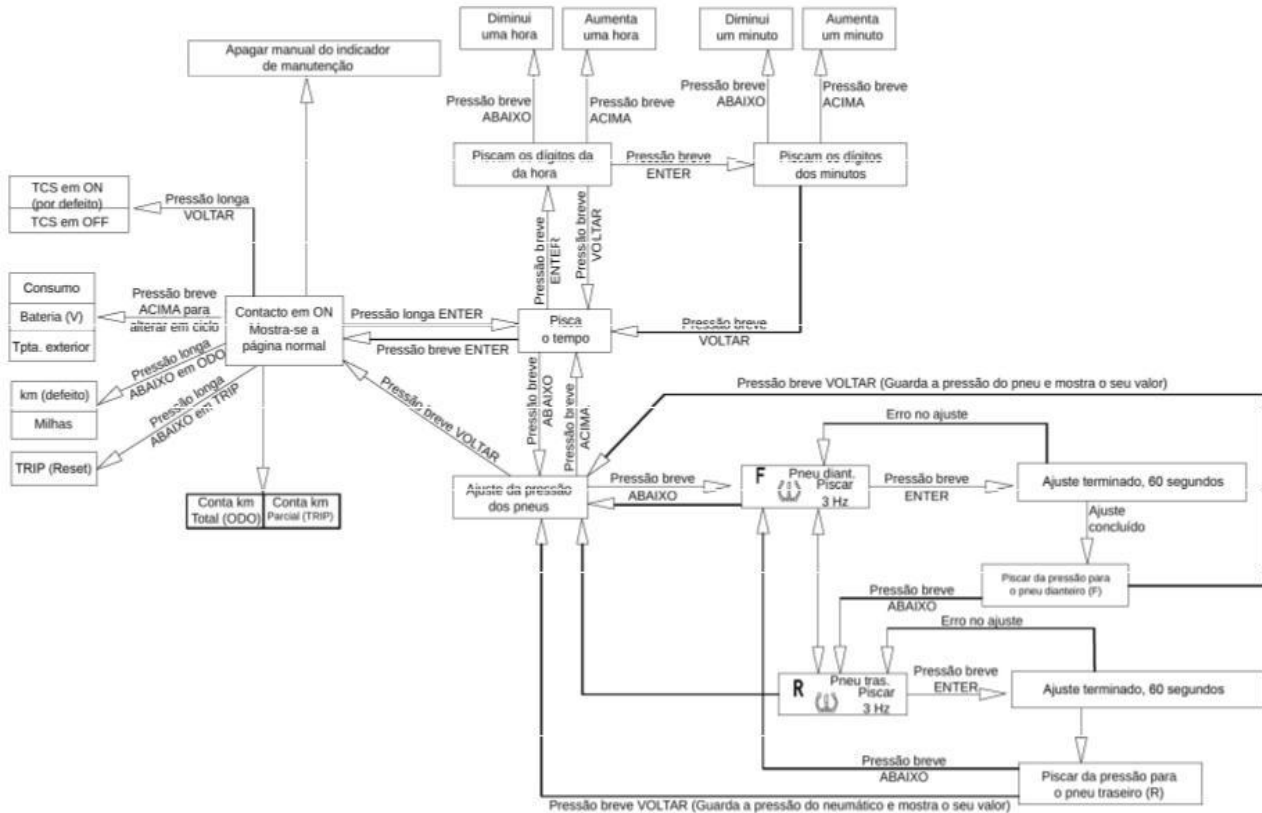 Diminui
uma hora
Aumenta
uma hora
Diminui
um minuto
Aumenta
um minuto
Apagar manual do indicador
de manutenção
Pressão breve
ABAIXO
Pressão breve
ACIMA
Pressão breve
ABAIXO
Pressão breve
ACIMA
Piscam os dígitos da
da hora
Pressão breve
ENTER
Piscam os dígitos
dos minutos
TCS em ON
(por defeito)
TCS em OFF
Pressão longa
VOLTAR
Pressão breve
ENTER
Pressão breve
VOLTAR
Consumo
Bateria (V)
Tpta. exterior
Pressão breve
ACIMA para
alterar em ciclo
Contacto em ON
Mostra-se a
página normal
Pressão longa ENTER
Pressão breve ENTER
Pisca
o tempo
Pressão breve
VOLTAR
km (defeito)
Milhas
Pressão longa
ABAIXO em ODO
Pressão longa
ABAIXO em TRIP
TRIP (Reset)
Pressão breve VOLTAR
Pressão breve
ABAIXO
Pressão breve
ACIMA
Pressão breve VOLTAR (Guarda a pressão do pneu e mostra o seu valor)
Erro no ajuste
Conta km
Total (ODO)
Conta km
Parcial (TRIP)
Ajuste da pressão
dos pneus
Pressão breve
ABAIXO
F
Pneu diant.
Piscar
3 Hz
Pressão breve
ENTER
Ajuste terminado, 60 segundos
Ajuste
concluído
Piscar da pressão para
o pneu dianteiro (F)
Pressão breve
ABAIXO
Erro no ajuste
R
Pneu tras.
Piscar
3 Hz
Pressão breve
ENTER
Ajuste terminado, 60 segundos
Pressão breve
ABAIXO
Piscar da pressão para
o pneu traseiro (R)
Pressão breve VOLTAR (Guarda a pressão do neumático e mostra o seu valor)